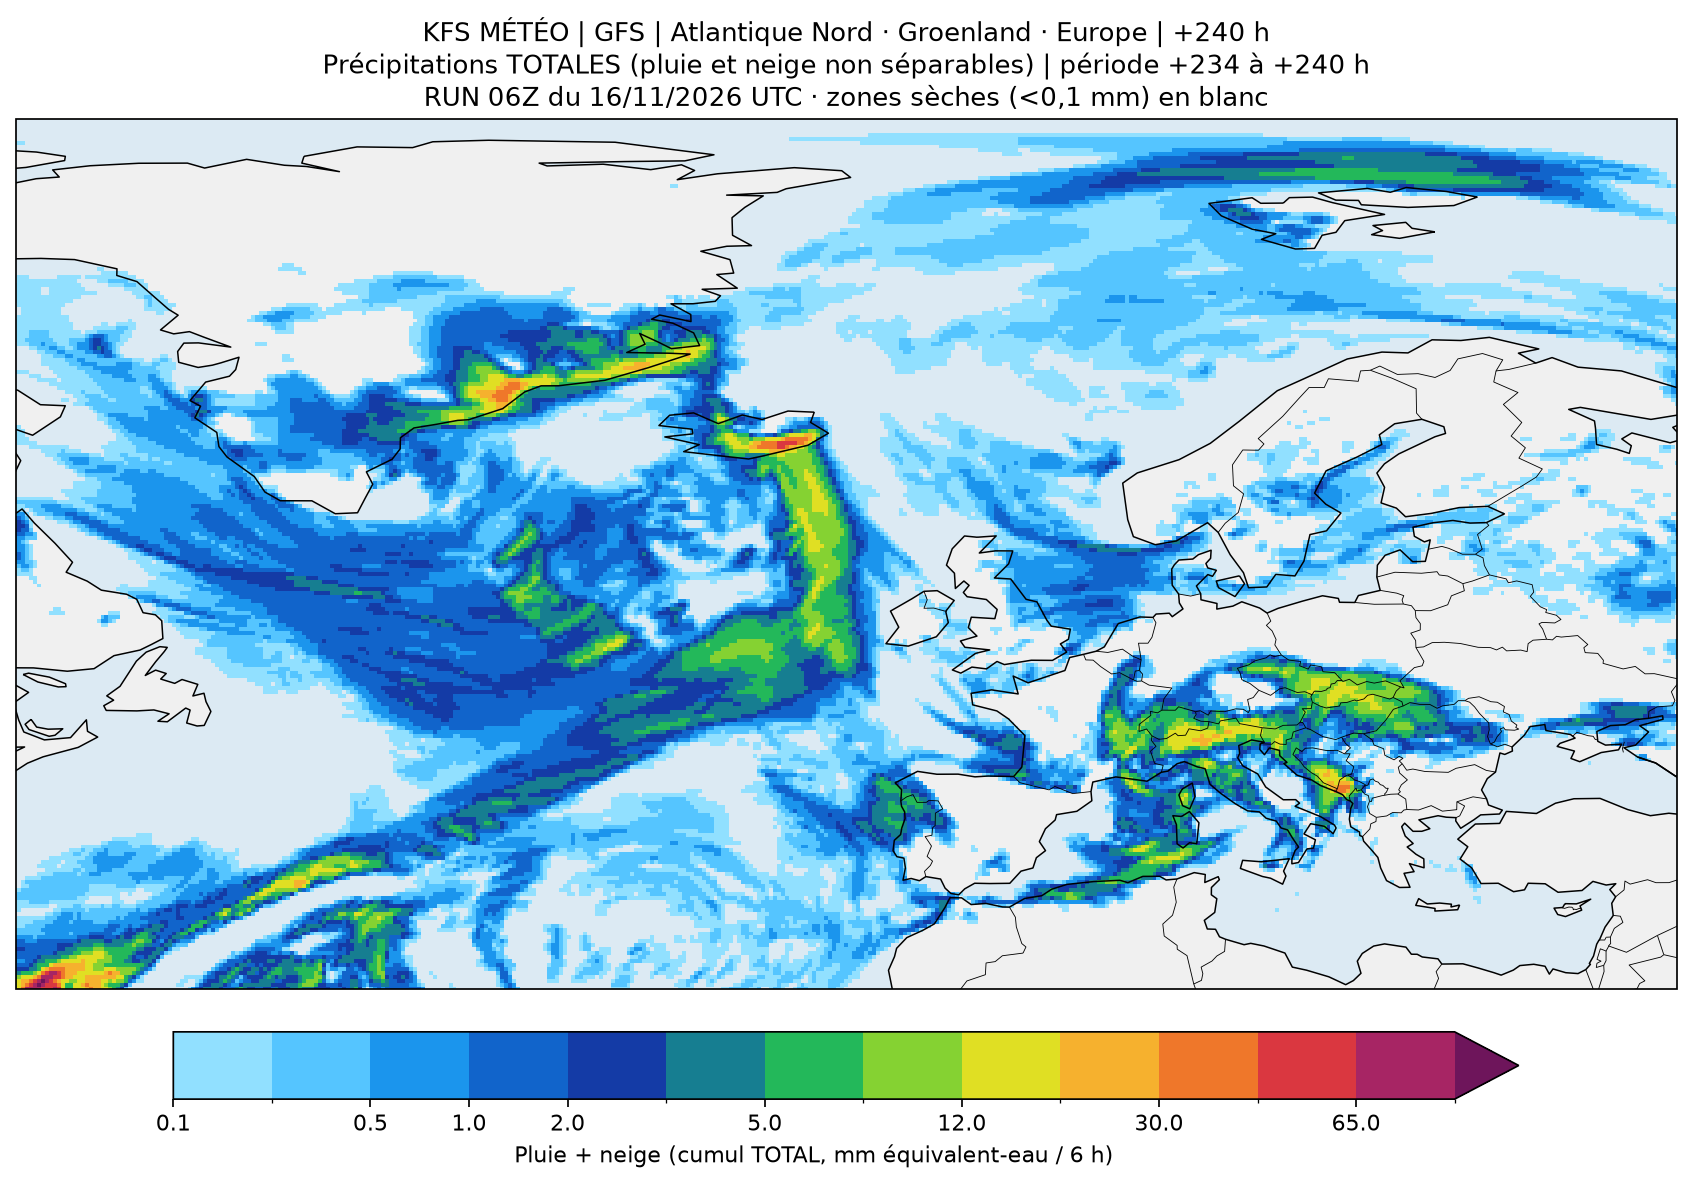 KFS MÉTÉO | GFS | Atlantique Nord · Groenland · Europe | +240 h
Précipitations TOTALES (pluie et neige non séparables) | période +234 à +240 h
RUN 06Z du 16/11/2026 UTC · zones sèches (<0,1 mm) en blanc
0.1 0.5 1.0 2.0 5.0 12.0 30.0 65.0
Pluie + neige (cumul TOTAL, mm équivalent-eau / 6 h)